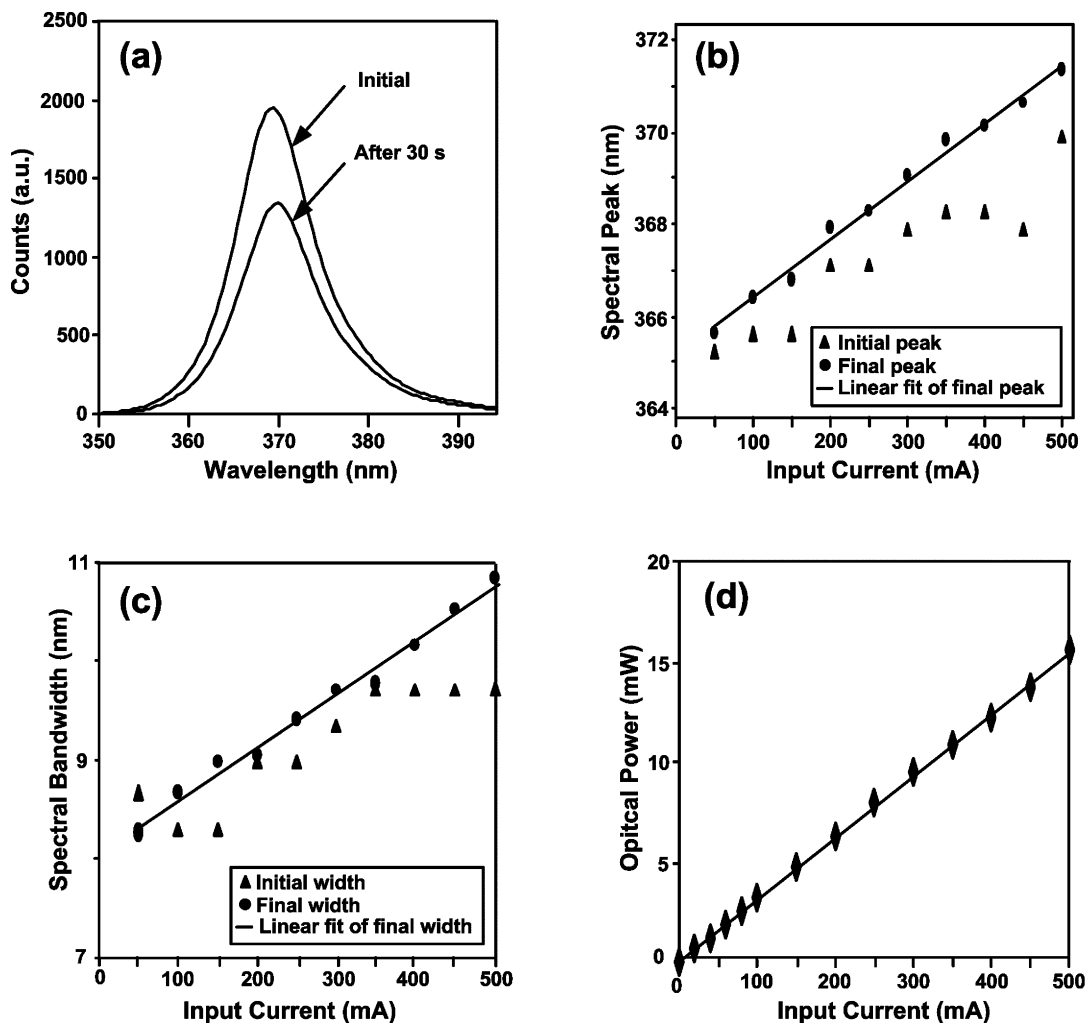 (a)
2500
2000
1500
1000
500
0
Counts (a.u.)
Initial
After 30 s
350
360
370
380
390
Wavelength (nm)
(b)
372
370
368
366
364
Spectral Peak (nm)
Initial peak
Final peak
Linear fit of final peak
0
100
200
300
400
500
Input Current (mA)
(c)
11
9
7
Spectral Bandwidth (nm)
Initial width
Final width
Linear fit of final width
0
100
200
300
400
500
Input Current (mA)
(d)
20
15
10
5
0
Opitcal Power (mW)
0
100
200
300
400
500
Input Current (mA)